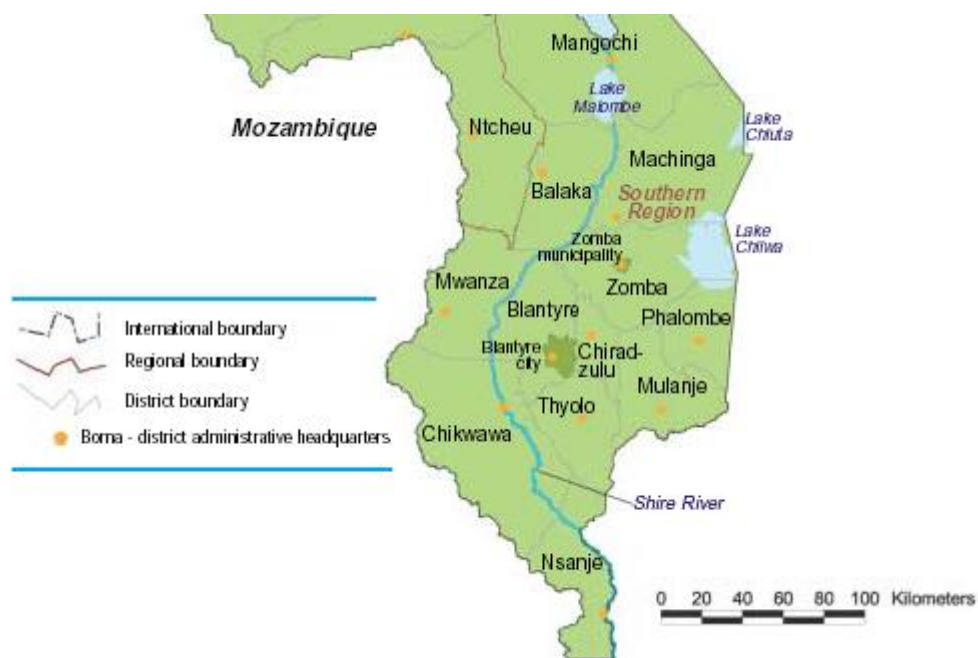 Mangochi
Lake
Malombe
Lake
Chiuta
Mozambique
Ntcheu
Machinga
Balaka
Southern
Region
Lake
Chilwa
Zomba
municipality
Mwanza
Zomba
Blantyre
Phalombe
International boundary
Regional boundary
District boundary
Boma - district administrative headquarters
Blantyre
city
Chirad-
zulu
Mulanje
Thyolo
Chikwawa
Shire River
Nsanje
0 20 40 60 80 100 Kilometers